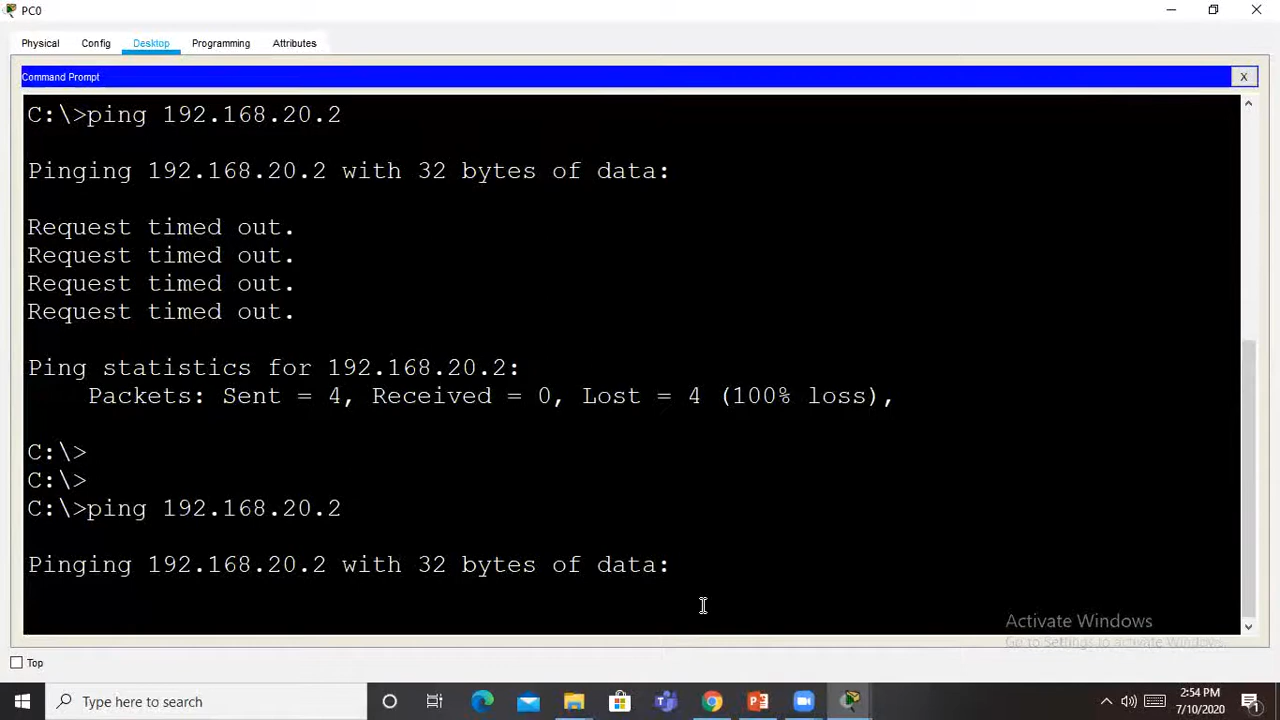 PC0
Physical Config Desktop Programming Attributes
Command Prompt X
C:\>ping 192.168.20.2
Pinging 192.168.20.2 with 32 bytes of data:
Request timed out.
Request timed out.
Request timed out.
Request timed out.
Ping statistics for 192.168.20.2:
Packets: Sent = 4, Received = 0, Lost = 4 (100% loss),
C:\>
C:\>
C:\>ping 192.168.20.2
Pinging 192.168.20.2 with 32 bytes of data:
Activate Windows
Go to Settings to activate Windows.
Top
Type here to search
2:54 PM
7/10/2020
1